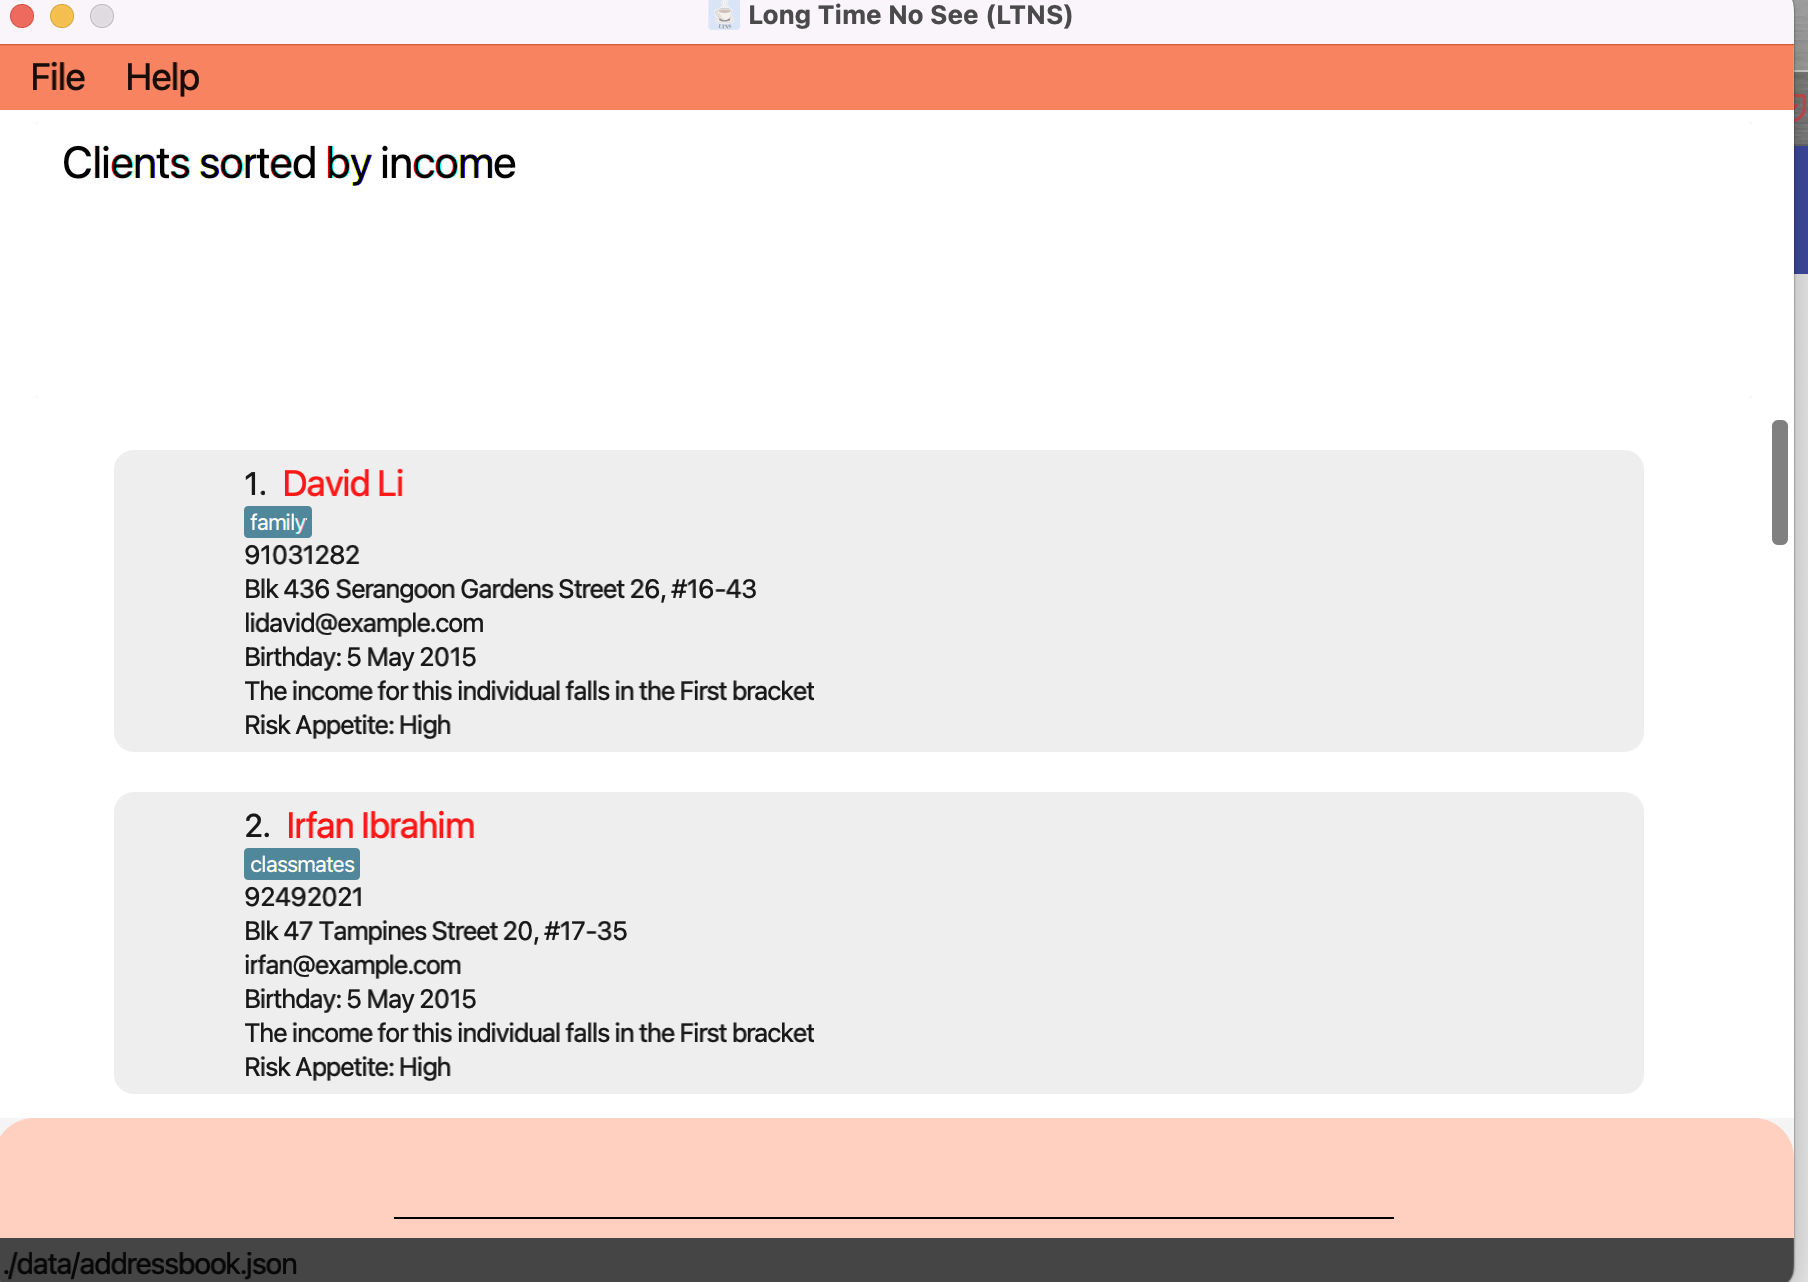 Long Time No See (LTNS)
File Help
Clients sorted by income
1. David Li
family
91031282
Blk 436 Serangoon Gardens Street 26, #16-43
lidavid@example.com
Birthday: 5 May 2015
The income for this individual falls in the First bracket
Risk Appetite: High
2. Irfan Ibrahim
classmates
92492021
Blk 47 Tampines Street 20, #17-35
irfan@example.com
Birthday: 5 May 2015
The income for this individual falls in the First bracket
Risk Appetite: High
./data/addressbook.json